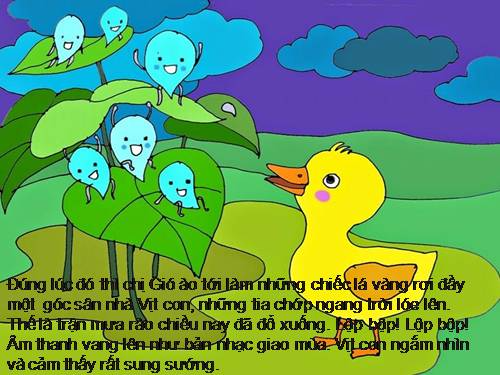 Đúng lúc đó thì chị Gió ào tới làm những chiếc lá vàng rơi đầy
một góc sân nhà Vịt con, những tia chớp ngang trời lóe lên.
Thế là trận mưa rào chiều nay đã đổ xuống. Lộp bộp! Lộp bộp!
Âm thanh vang lên như bản nhạc giao mùa. Vịt con ngắm nhìn
và cảm thấy rất sung sướng.